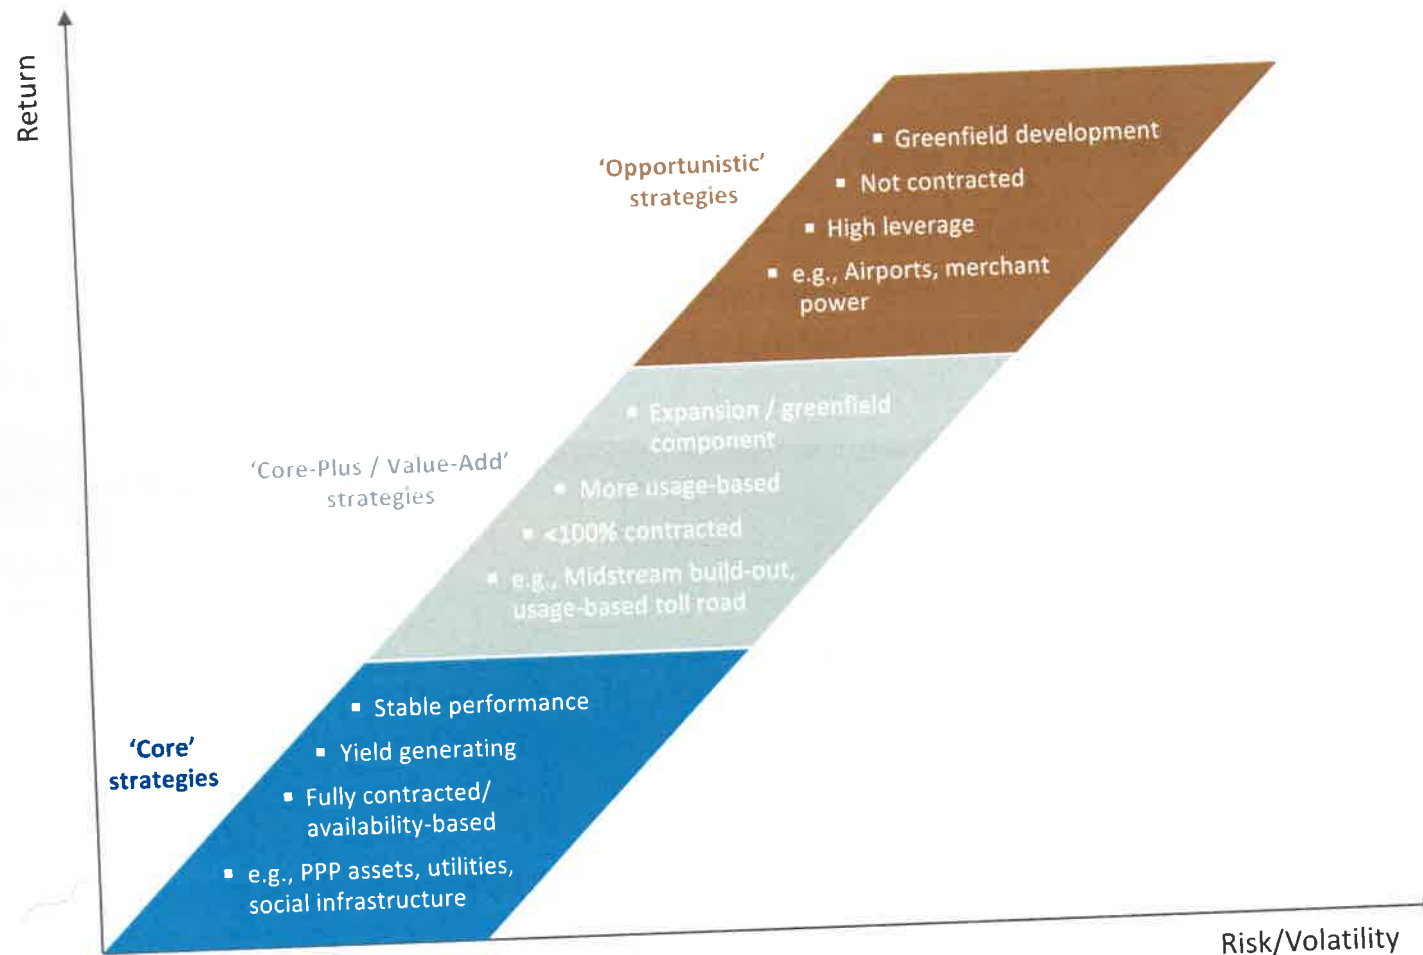 Return
▪ Greenfield development
▪ Not contracted
▪ High leverage
▪ e.g., Airports, merchant
power
'Opportunistic'
strategies
▪ Expansion / greenfield
component
▪ More usage-based
▪ <100% contracted
▪ e.g., Midstream build-out,
usage-based toll road
'Core-Plus / Value-Add'
strategies
▪ Stable performance
▪ Yield generating
▪ Fully contracted/
availability-based
▪ e.g., PPP assets, utilities,
social infrastructure
'Core'
strategies
Risk/Volatility